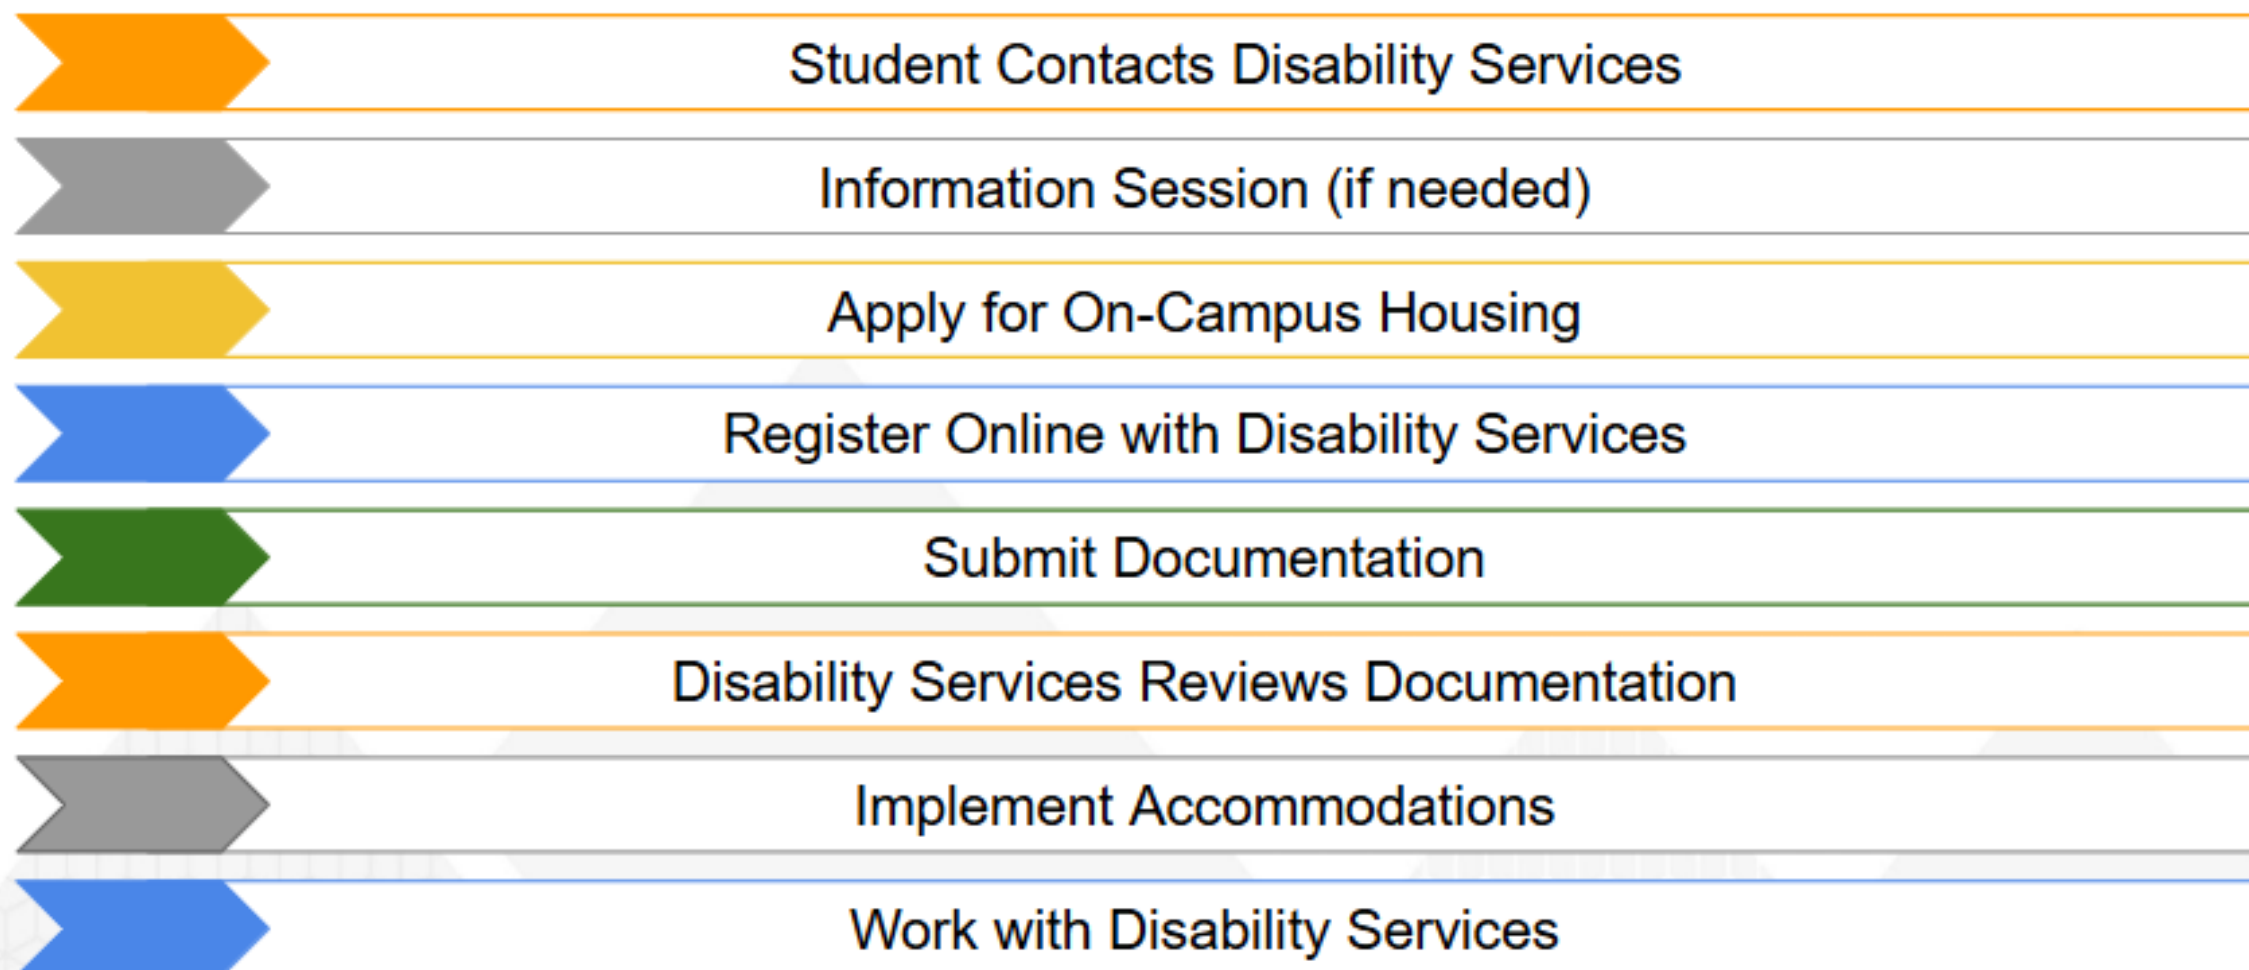 Student Contacts Disability Services
Information Session (if needed)
Apply for On-Campus Housing
Register Online with Disability Services
Submit Documentation
Disability Services Reviews Documentation
Implement Accommodations
Work with Disability Services